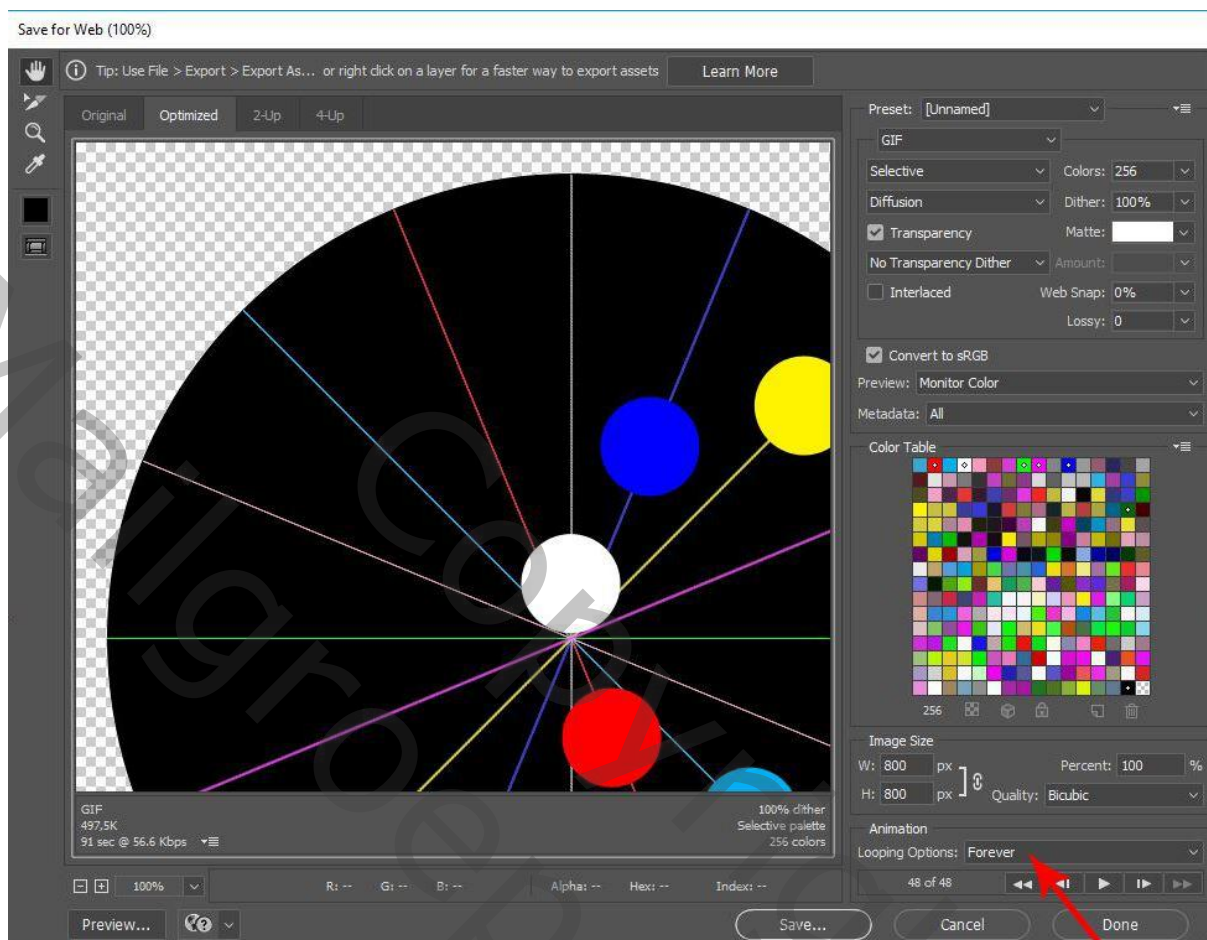 Save for Web (100%)
Tip: Use File > Export > Export As... or right click on a layer for a faster way to export assets
Learn More
Original Optimized 2-Up 4-Up
Preset: [Unnamed]
GIF
Selective Colors: 256
Diffusion Dither: 100%
Transparency Matte:
No Transparency Dither Amount:
Interlaced Web Snap: 0%
Lossy: 0
Convert to sRGB
Preview: Monitor Color
Metadata: All
Color Table
256
Image Size
W: 800 px Percent: 100 %
H: 800 px Quality: Bicubic
Animation
Looping Options: Forever
48 of 48
GIF 100% dither
497,5K Selective palette
91 sec @ 56.6 Kbps 256 colors
100% R: -- G: -- B: -- Alpha: -- Hex: -- Index: --
Preview... Save... Cancel Done